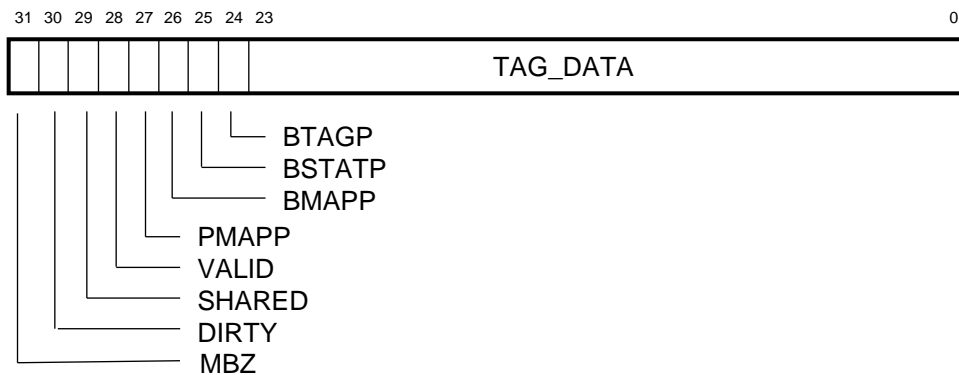 31 30 29 28 27 26 25 24 23 0
TAG_DATA
BTAGP
BSTATP
BMAPP
PMAPP
VALID
SHARED
DIRTY
MBZ